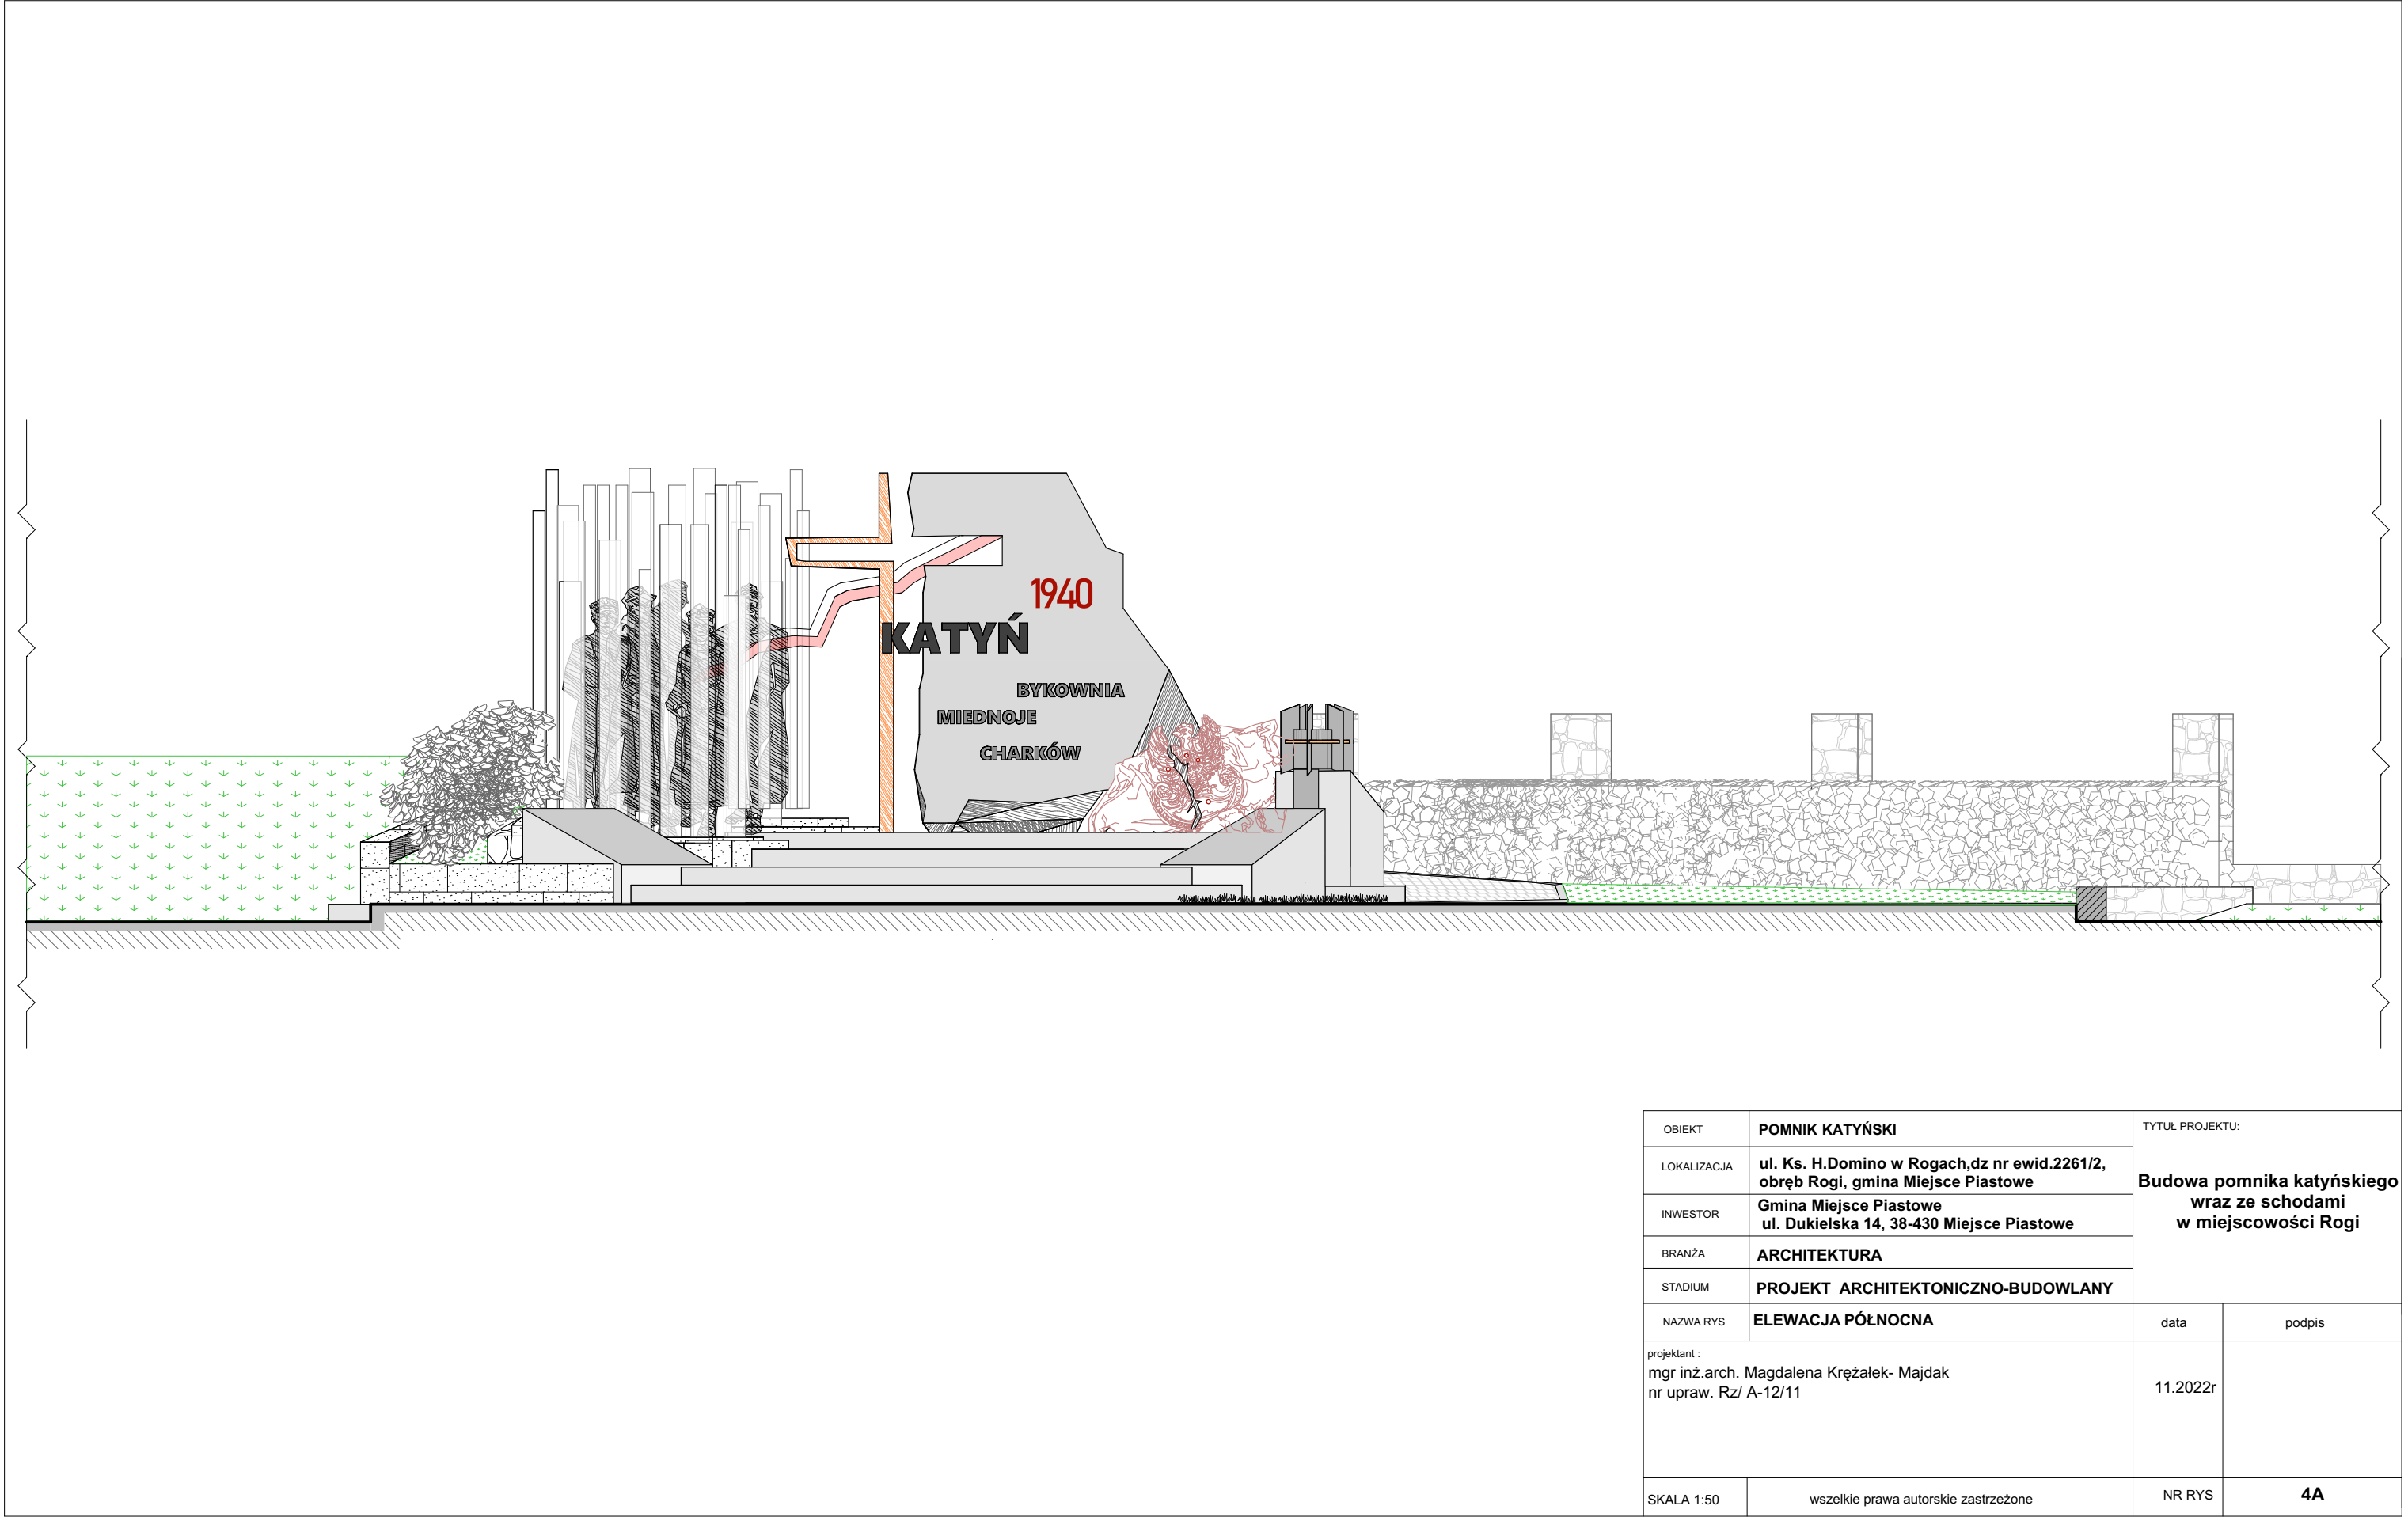 1940
KATYŃ
BYKOWNIA
MIEDNOJE
CHARKÓW
OBIEKT
POMNIK KATYŃSKI
LOKALIZACJA
ul. Ks. H.Domino w Rogach,dz nr ewid.2261/2,
obręb Rogi, gmina Miejsce Piastowe
INWESTOR
Gmina Miejsce Piastowe
ul. Dukielska 14, 38-430 Miejsce Piastowe
BRANŻA
ARCHITEKTURA
STADIUM
PROJEKT ARCHITEKTONICZNO-BUDOWLANY
NAZWA RYS
ELEWACJA PÓŁNOCNA
TYTUŁ PROJEKTU:
Budowa pomnika katyńskiego
wraz ze schodami
w miejscowości Rogi
data
podpis
projektant :
mgr inż.arch. Magdalena Krężałek- Majdak
nr upraw. Rz/ A-12/11
11.2022r
SKALA 1:50
wszelkie prawa autorskie zastrzeżone
NR RYS
4A